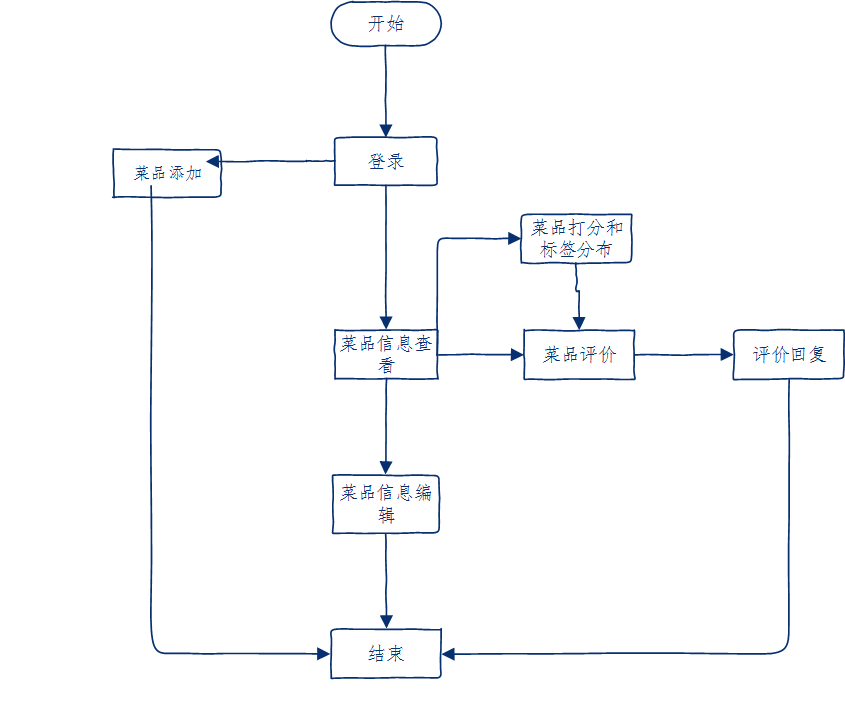 开始
登录
菜品添加
菜品打分和
标签分布
菜品信息查
看
菜品评价
评价回复
菜品信息编
辑
结束